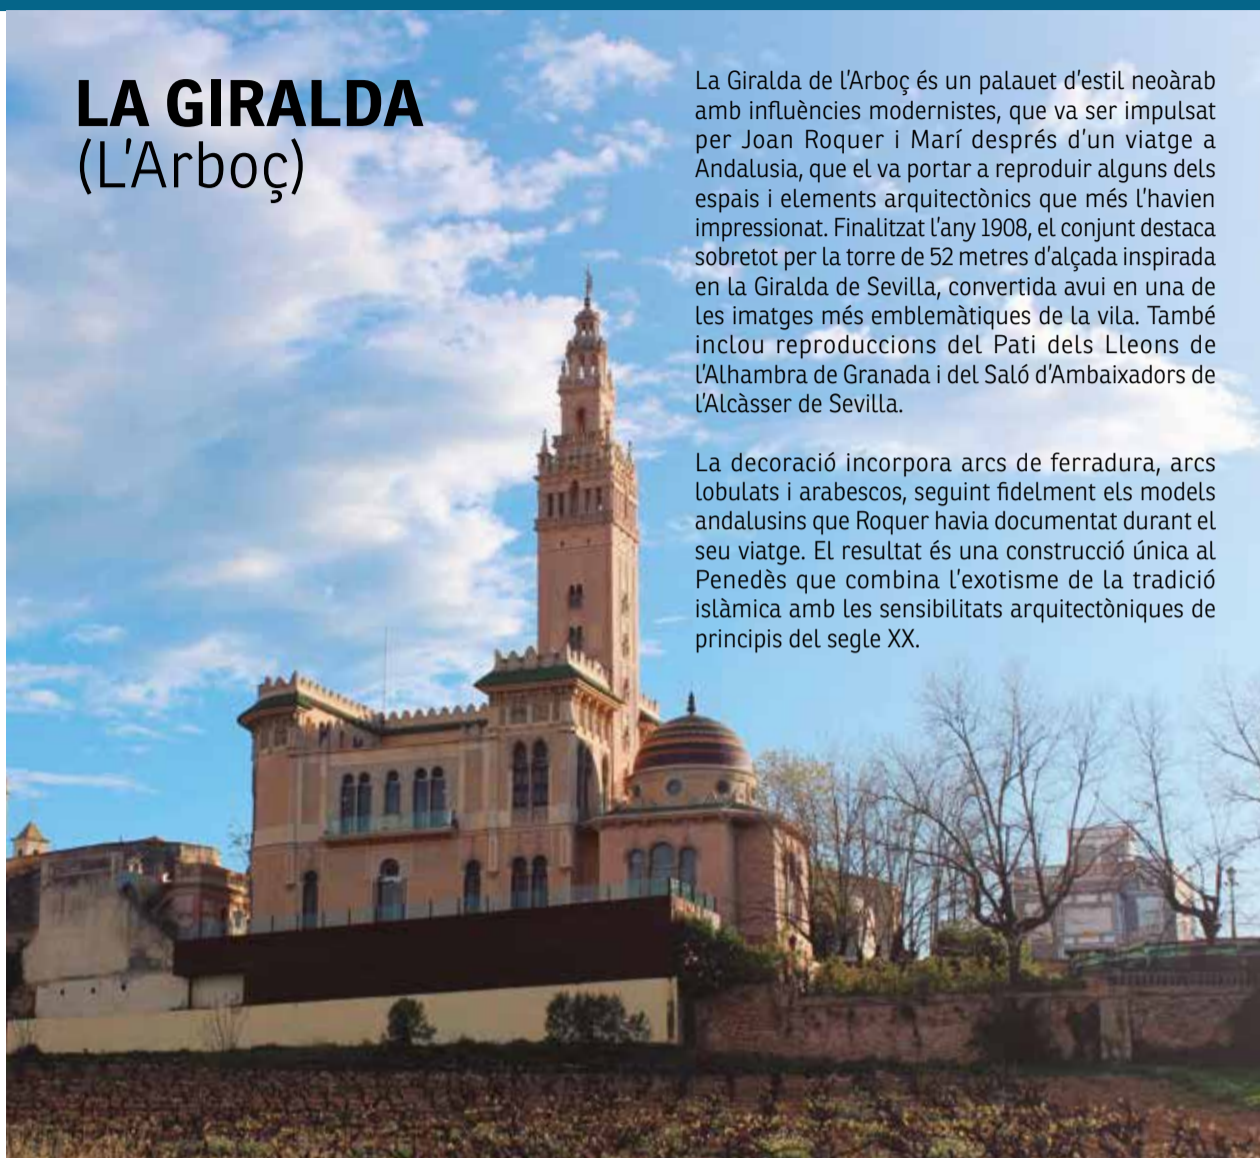 LA GIRALDA
(L'Arboç)
La Giralda de l'Arboç és un palauet d'estil neoàrab
amb influències modernistes, que va ser impulsat
per Joan Roquer i Marí després d'un viatge a
Andalusia, que el va portar a reproduir alguns dels
espais i elements arquitectònics que més l'havien
impressionat. Finalitzat l'any 1908, el conjunt destaca
sobretot per la torre de 52 metres d'alçada inspirada
en la Giralda de Sevilla, convertida avui en una de
les imatges més emblemàtiques de la vila. També
inclou reproduccions del Pati dels Lleons de
l'Alhambra de Granada i del Saló d'Ambaixadors de
l'Alcàsser de Sevilla.
La decoració incorpora arcs de ferradura, arcs
lobulats i arabescos, seguint fidelment els models
andalusins que Roquer havia documentat durant el
seu viatge. El resultat és una construcció única al
Penedès que combina l'exotisme de la tradició
islàmica amb les sensibilitats arquitectòniques de
principis del segle XX.